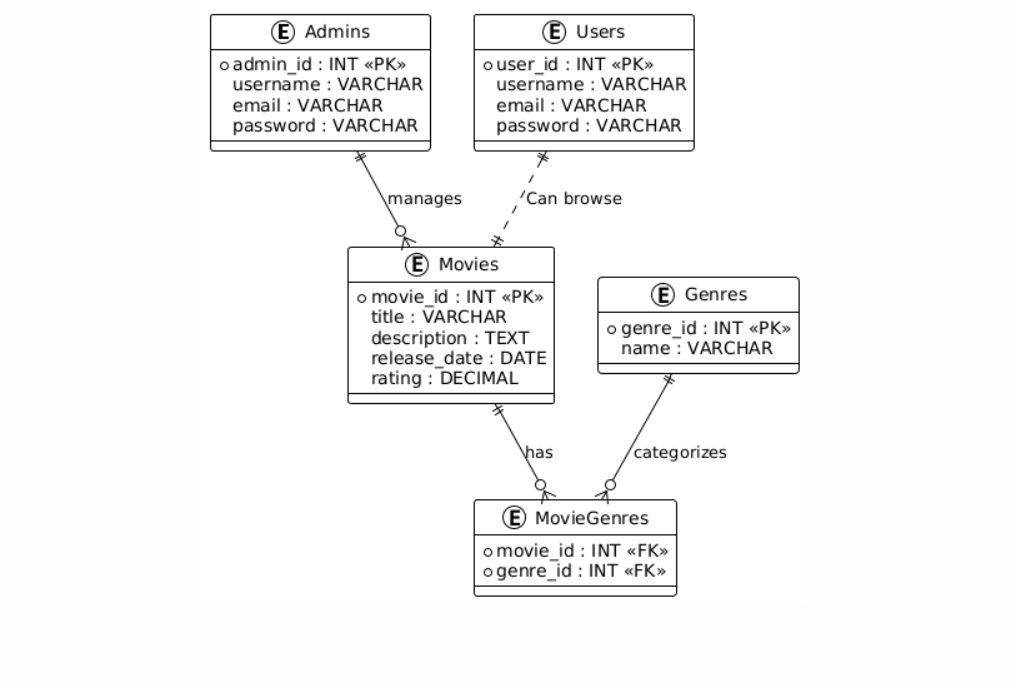 E Admins
admin_id : INT «PK»
username : VARCHAR
email : VARCHAR
password : VARCHAR
E Users
user_id : INT «PK»
username : VARCHAR
email : VARCHAR
password : VARCHAR
manages
Can browse
E Movies
movie_id : INT «PK»
title : VARCHAR
description : TEXT
release_date : DATE
rating : DECIMAL
E Genres
genre_id : INT «PK»
name : VARCHAR
has
categorizes
E MovieGenres
movie_id : INT «FK»
genre_id : INT «FK»